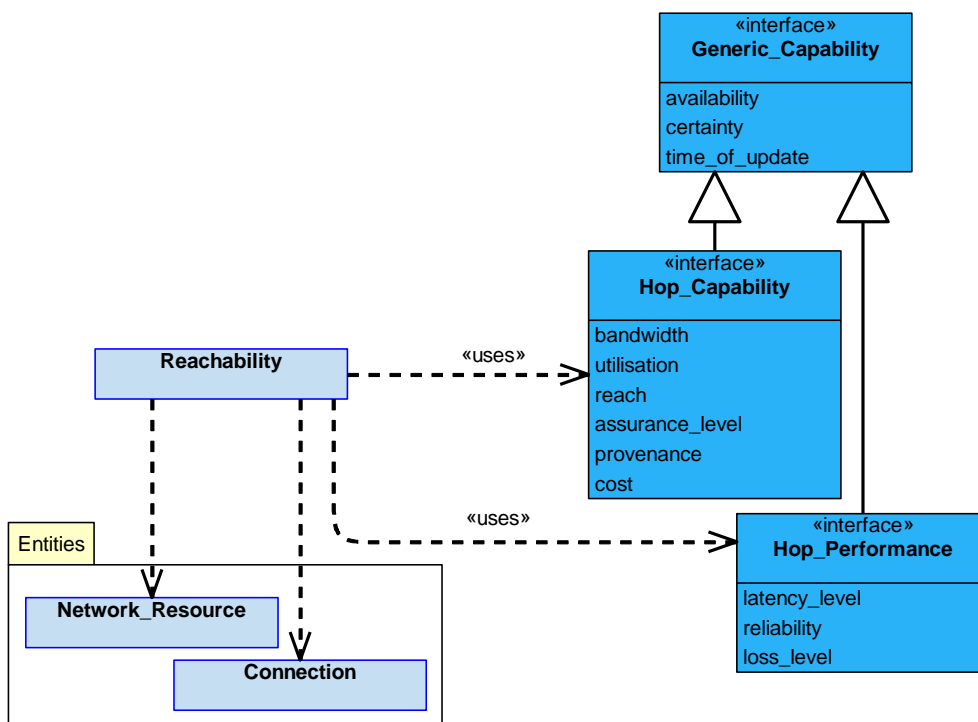 «interface»
Generic_Capability
availability
certainty
time_of_update
«interface»
Hop_Capability
bandwidth
utilisation
reach
assurance_level
provenance
cost
Reachability
«uses»
«uses»
«interface»
Hop_Performance
latency_level
reliability
loss_level
Entities
Network_Resource
Connection